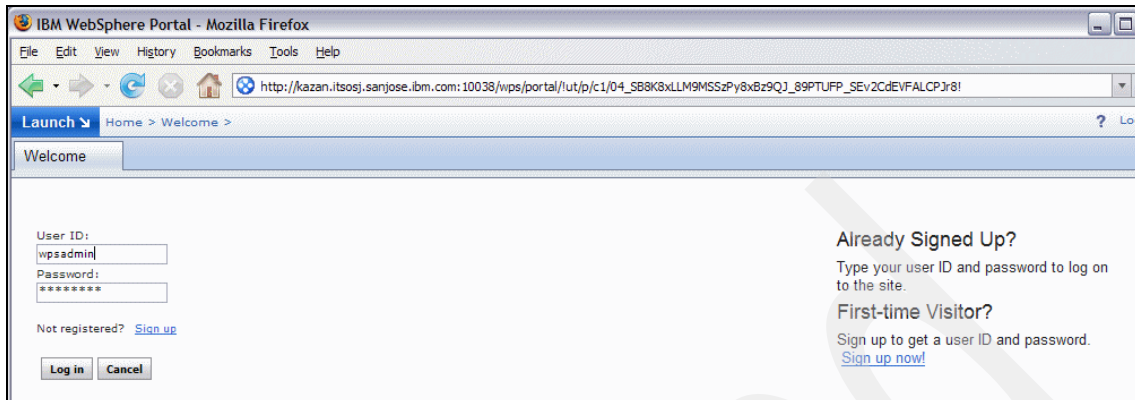 IBM WebSphere Portal - Mozilla Firefox
File Edit View History Bookmarks Tools Help
http://kazan.itsosj.sanjose.ibm.com:10038/wps/portal/!ut/p/c1/04_SB8K8xLLM9MSSzPy8xBz9QJ_89PTUFP_SEv2CdEVFALCPJr8!
Launch Home > Welcome > ? Lo
Welcome
User ID:
wpsadmin
Password:
********
Not registered? Sign up
Log in Cancel
Already Signed Up?
Type your user ID and password to log on
to the site.
First-time Visitor?
Sign up to get a user ID and password.
Sign up now!